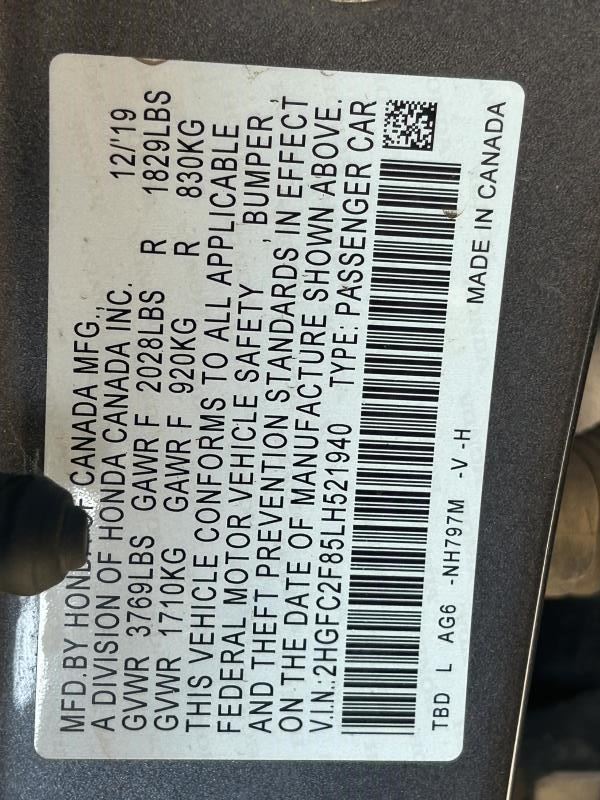 MFD.BY HONDA OF CANADA MFG.,
A DIVISION OF HONDA CANADA INC. 12/'19
GVWR 3769LBS GAWR F 2028LBS R 1829LBS
GVWR 1710KG GAWR F 920KG R 830KG
THIS VEHICLE CONFORMS TO ALL APPLICABLE
FEDERAL MOTOR VEHICLE SAFETY , BUMPER ,
AND THEFT PREVENTION STANDARDS IN EFFECT
ON THE DATE OF MANUFACTURE SHOWN ABOVE.
V.I.N.: 2HGFC2F85LH521940 TYPE: PASSENGER CAR
TBD L AG6 -NH797M -V -H MADE IN CANADA